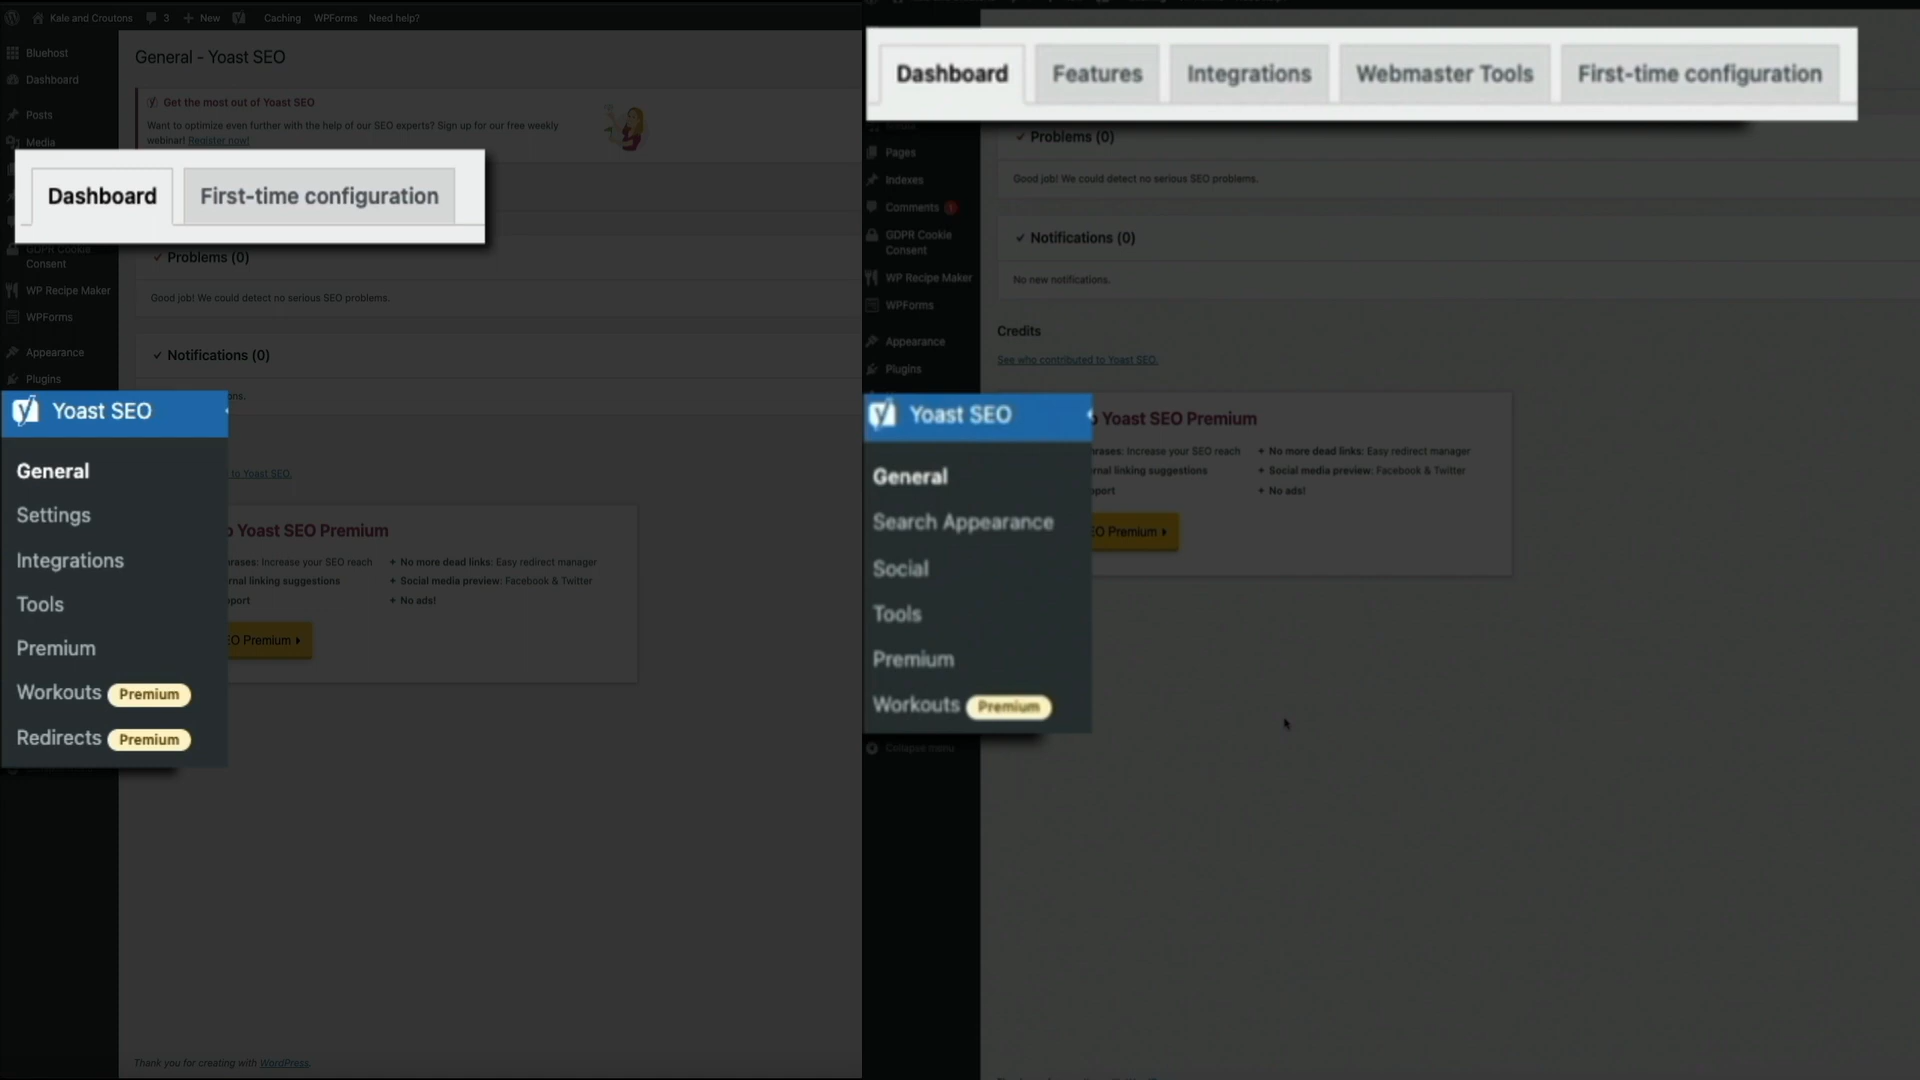 Kale and Croutons
3
New
Caching
WPForms
Need help?
Bluehost
Dashboard
Posts
Media
General - Yoast SEO
Get the most out of Yoast SEO
Want to optimize even further with the help of our SEO experts? Sign up for our free weekly
webinar! Register now!
Dashboard
First-time configuration
GDPR Cookie
Consent
WP Recipe Maker
WPForms
Appearance
Plugins
Problems (0)
Good job! We could detect no serious SEO problems.
Notifications (0)
Yoast SEO
General
Settings
Integrations
Tools
Premium
Workouts Premium
Redirects Premium
to Yoast SEO.
Yoast SEO Premium
Increase your SEO reach
linking suggestions
No more dead links: Easy redirect manager
Social media preview: Facebook & Twitter
No ads!
Premium
Thank you for creating with WordPress.
Dashboard
Features
Integrations
Webmaster Tools
First-time configuration
Pages
Indexes
Comments 1
GDPR Cookie
Consent
WP Recipe Maker
WPForms
Appearance
Plugins
Problems (0)
Good job! We could detect no serious SEO problems.
Notifications (0)
No new notifications.
Credits
See who contributed to Yoast SEO.
Yoast SEO
General
Search Appearance
Social
Tools
Premium
Workouts Premium
Collapse menu
Yoast SEO Premium
Increase your SEO reach
linking suggestions
No more dead links: Easy redirect manager
Social media preview: Facebook & Twitter
No ads!
Premium